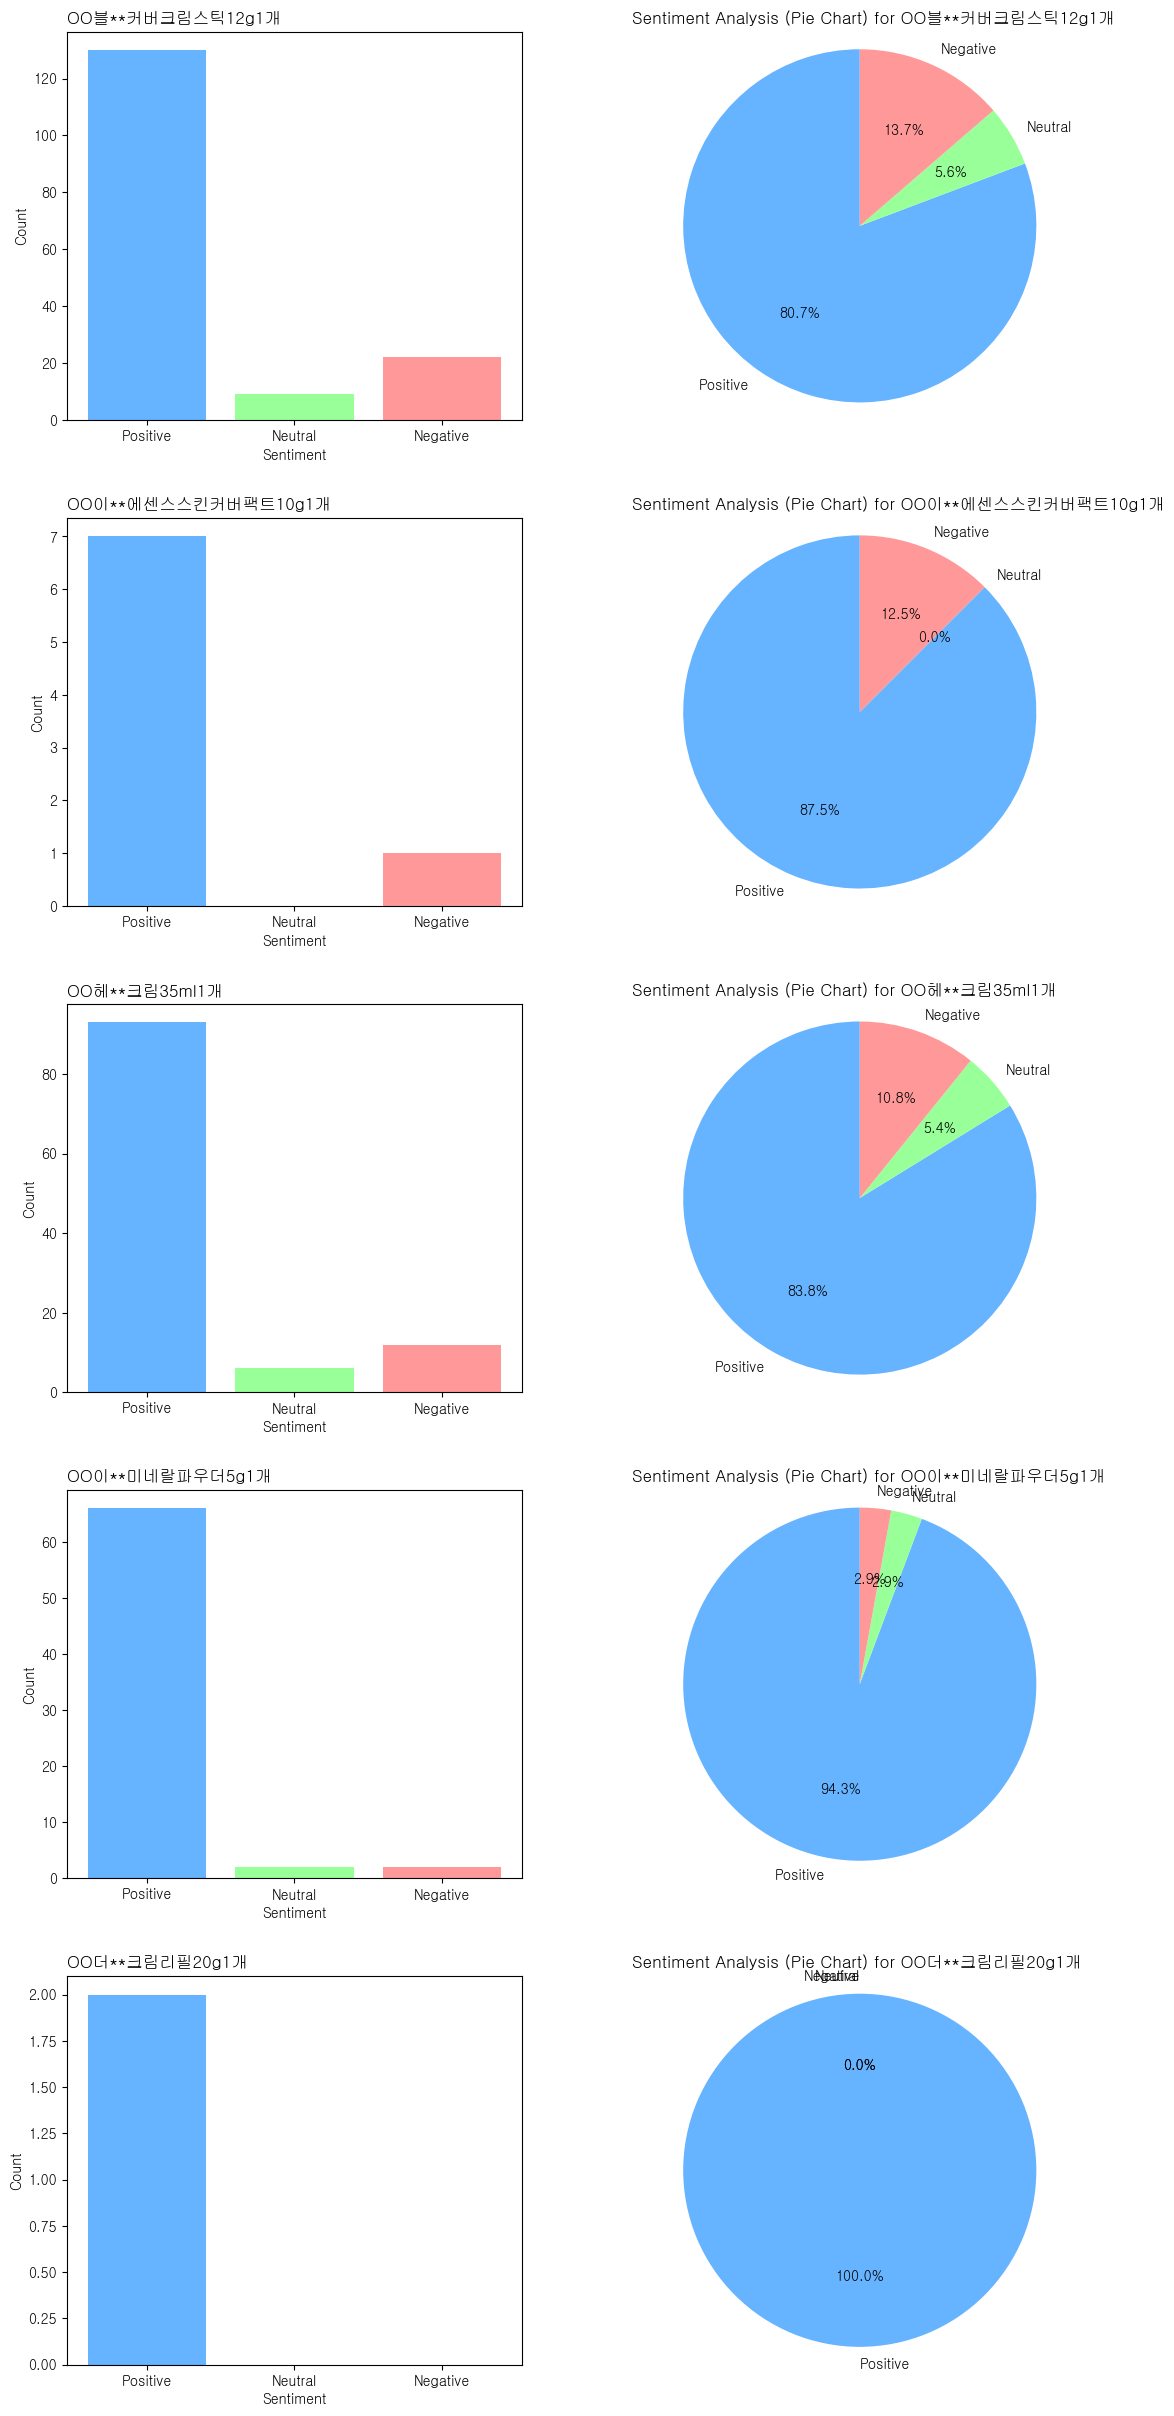 OO블**커버크림스틱12g1개
120
100
80
60
40
20
0
Count
Positive
Neutral
Negative
Sentiment
Sentiment Analysis (Pie Chart) for OO블**커버크림스틱12g1개
Negative
Neutral
13.7%
5.6%
80.7%
Positive
OO이**에센스스킨커버팩트10g1개
7
6
5
4
3
2
1
0
Count
Positive
Neutral
Negative
Sentiment
Sentiment Analysis (Pie Chart) for OO이**에센스스킨커버팩트10g1개
Negative
Neutral
12.5%
0.0%
87.5%
Positive
OO헤**크림35ml1개
80
60
40
20
0
Count
Positive
Neutral
Negative
Sentiment
Sentiment Analysis (Pie Chart) for OO헤**크림35ml1개
Negative
Neutral
10.8%
5.4%
83.8%
Positive
OO이**미네랄파우더5g1개
60
50
40
30
20
10
0
Count
Positive
Neutral
Negative
Sentiment
Sentiment Analysis (Pie Chart) for OO이**미네랄파우더5g1개
Negative
Neutral
2.9%
2.9%
94.3%
Positive
OO더**크림리필20g1개
2.00
1.75
1.50
1.25
1.00
0.75
0.50
0.25
0.00
Count
Positive
Neutral
Negative
Sentiment
Sentiment Analysis (Pie Chart) for OO더**크림리필20g1개
Negative
Neutral
0.0%
0.0%
100.0%
Positive